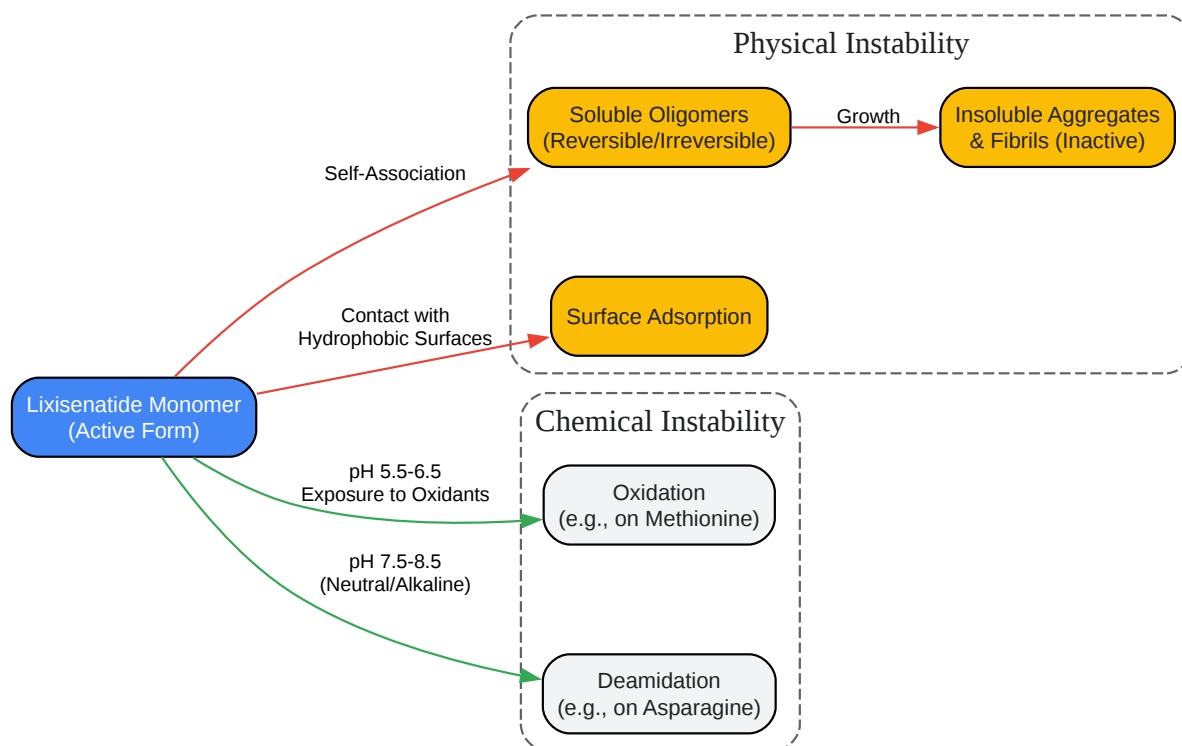 Physical Instability
Soluble Oligomers
(Reversible/Irreversible)
Growth
Insoluble Aggregates
& Fibrils (Inactive)
Self-Association
Contact with
Hydrophobic Surfaces
Surface Adsorption
Lixisenatide Monomer
(Active Form)
Chemical Instability
pH 5.5-6.5
Exposure to Oxidants
Oxidation
(e.g., on Methionine)
pH 7.5-8.5
(Neutral/Alkaline)
Deamidation
(e.g., on Asparagine)